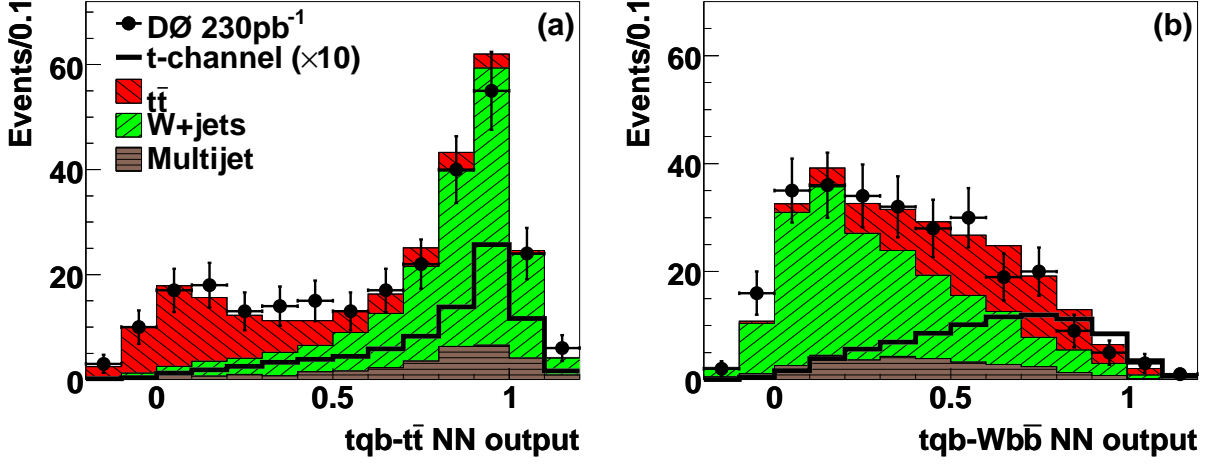 Events/0.1
60
40
20
0
0 0.5 1
tqb-tt̄ NN output
(a)
DØ 230pb⁻¹
t-channel (×10)
tt̄
W+jets
Multijet
Events/0.1
60
40
20
0
0 0.5 1
tqb-Wbb̄ NN output
(b)